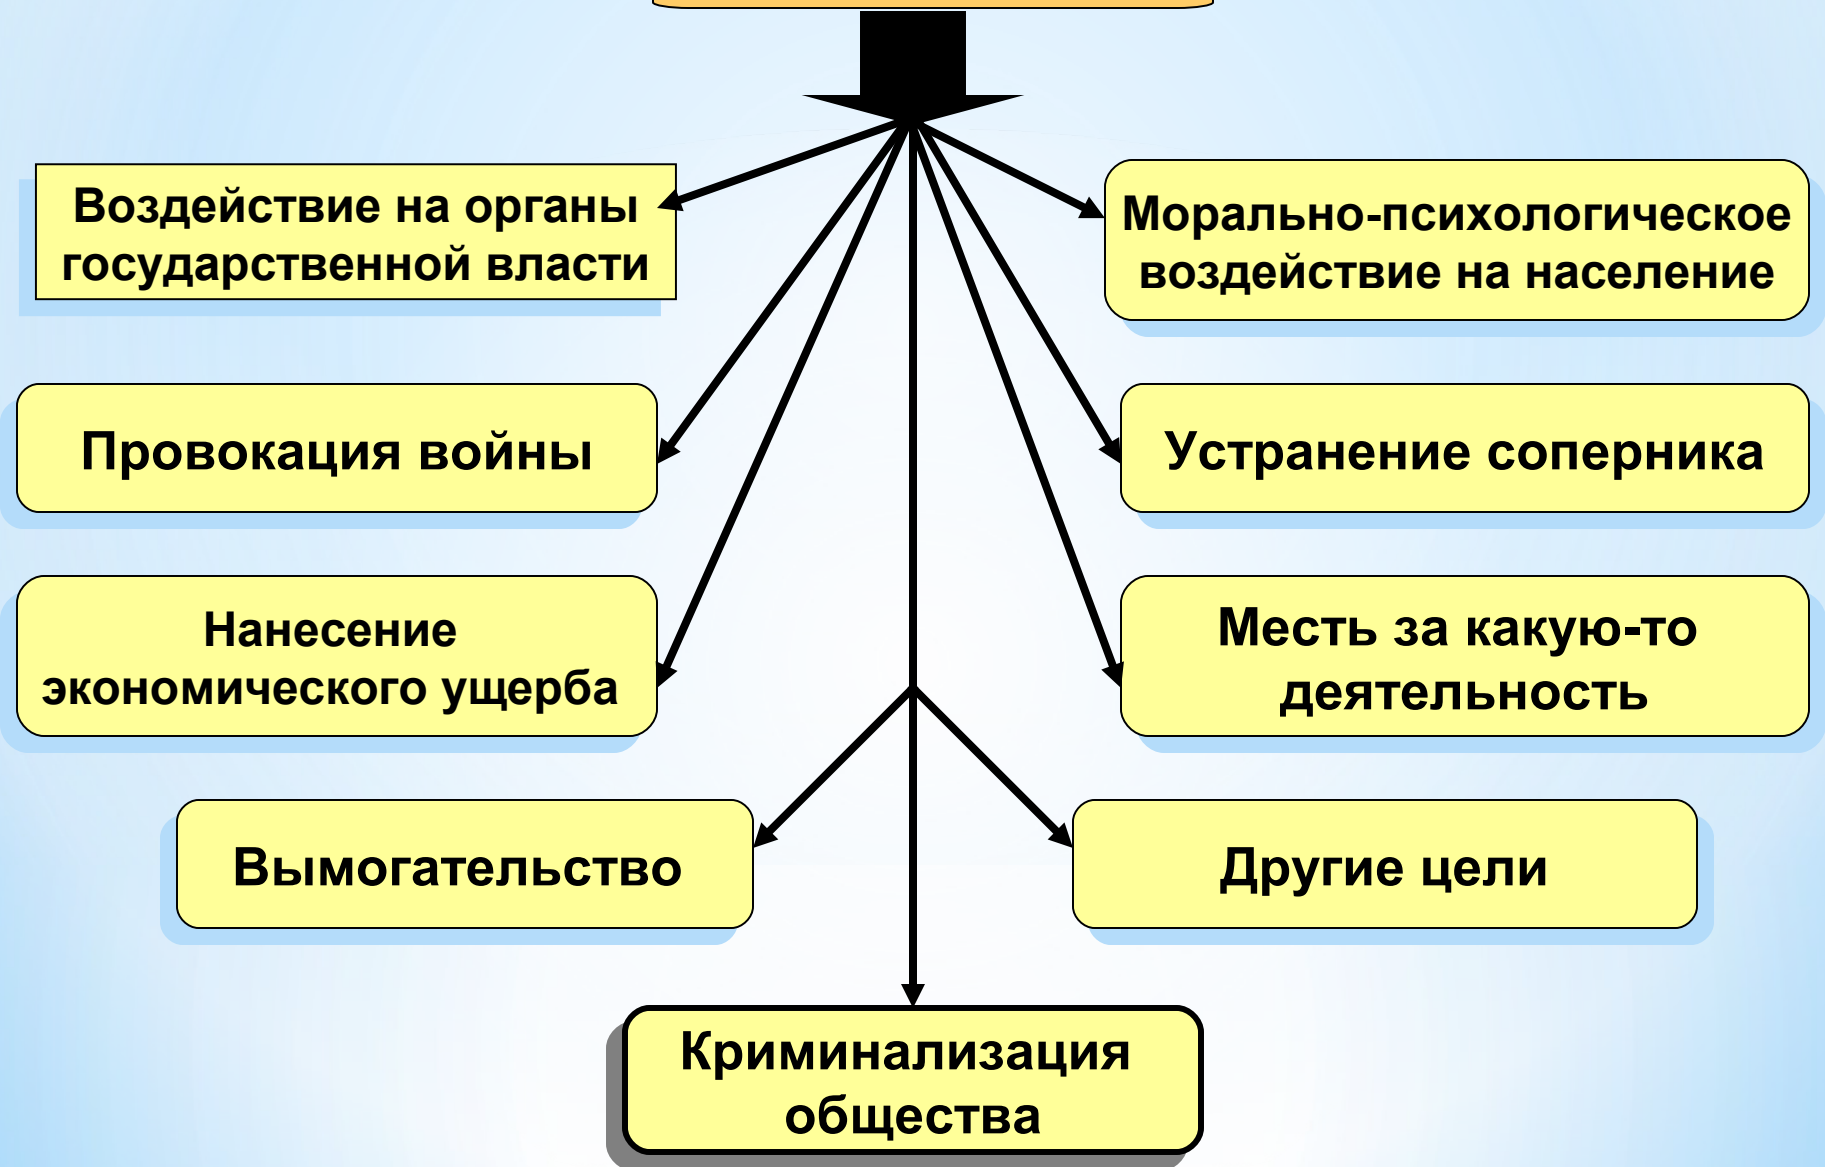 Воздействие на органы
государственной власти
Морально-психологическое
воздействие на население
Провокация войны
Устранение соперника
Нанесение
экономического ущерба
Месть за какую-то
деятельность
Вымогательство
Другие цели
Криминализация
общества